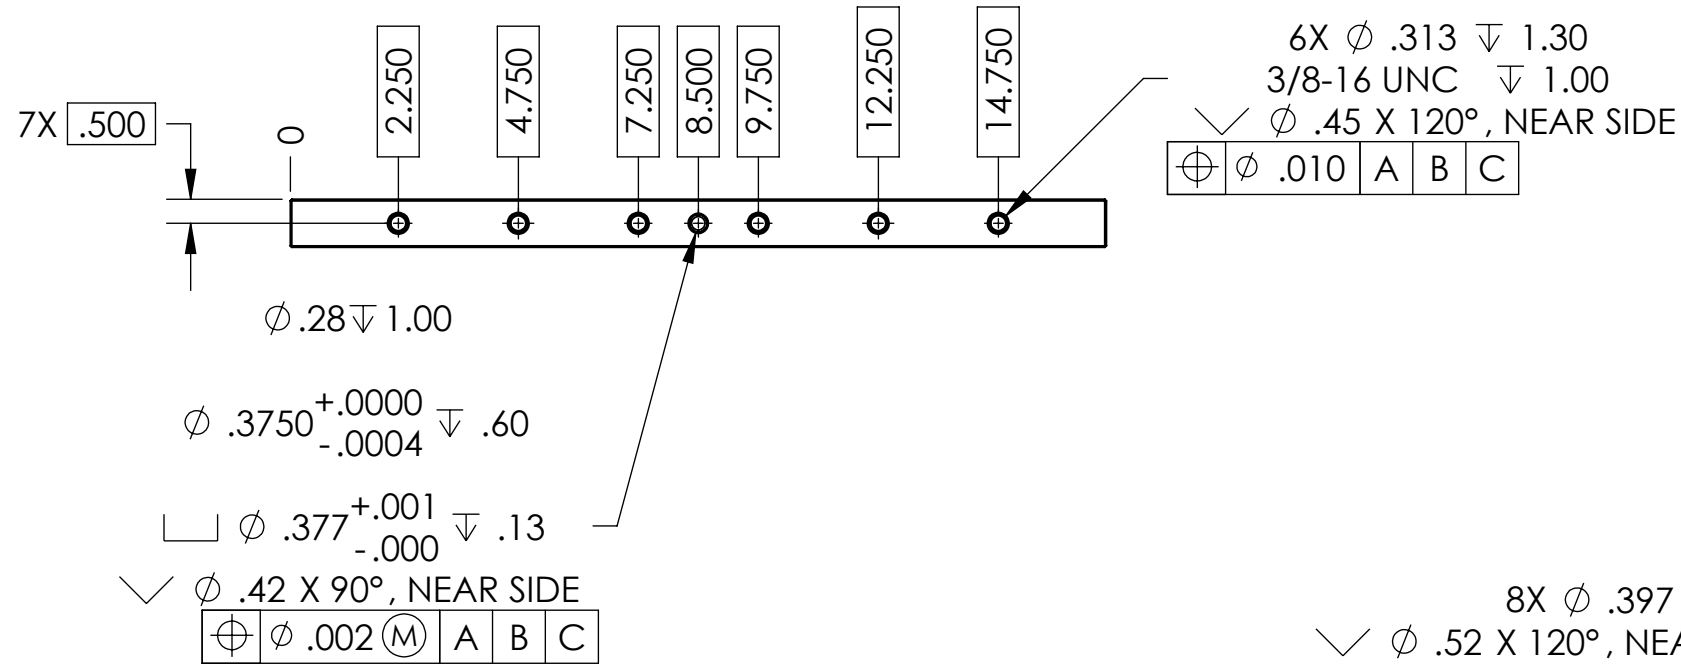 2.250
4.750
7.250
8.500
9.750
12.250
14.750
7X .500
0
6X ⌀ .313 ↧ 1.30
3/8-16 UNC ↧ 1.00
⌵ ⌀ .45 X 120°, NEAR SIDE
⌖ ⌀ .010 A B C
⌀ .28 ↧ 1.00
⌀ .3750 +.0000 -.0004 ↧ .60
⌴ ⌀ .377 +.001 -.000 ↧ .13
⌵ ⌀ .42 X 90°, NEAR SIDE
⌖ ⌀ .002 Ⓜ A B C
8X ⌀ .397
⌵ ⌀ .52 X 120°, NEA